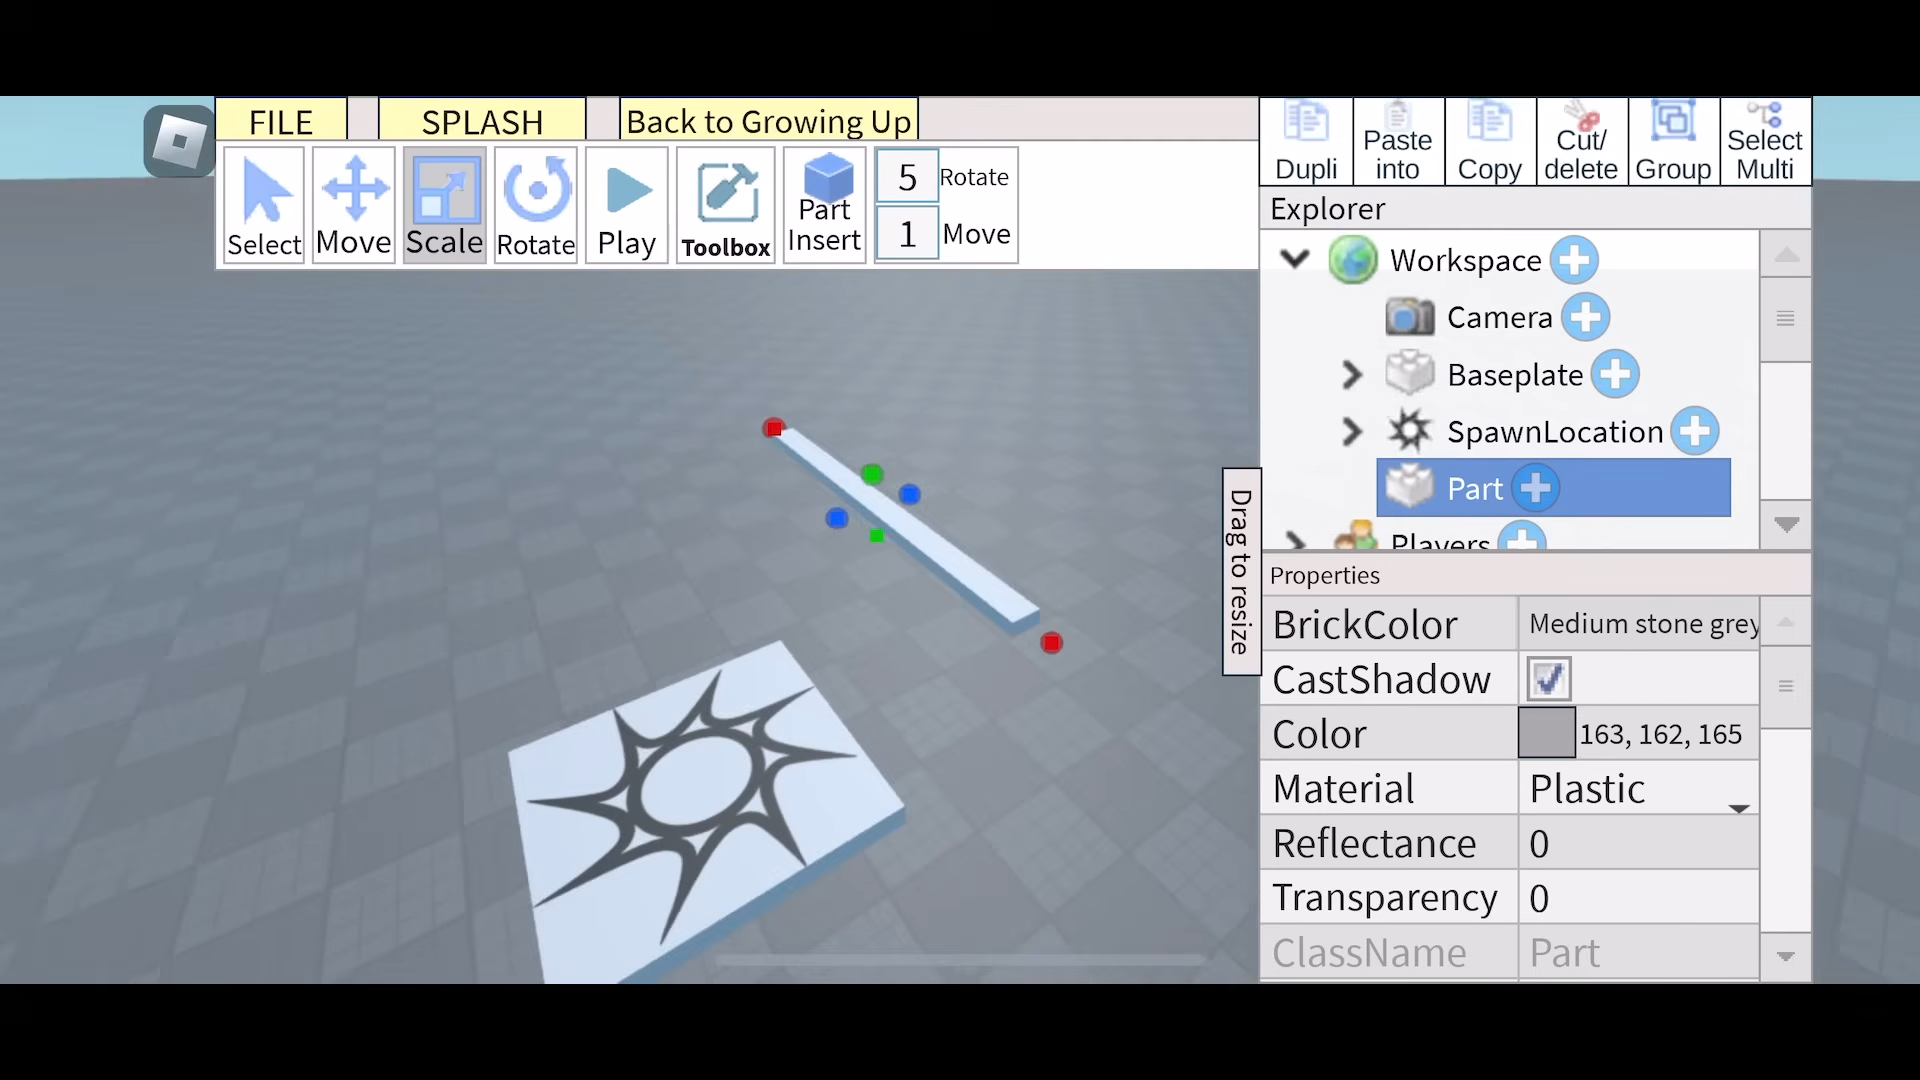 FILE
SPLASH
Back to Growing Up
Select
Move
Scale
Rotate
Play
Toolbox
Part
Insert
5 Rotate
1 Move
Dupli
Paste
into
Copy
Cut/
delete
Group
Select
Multi
Explorer
Workspace
Camera
Baseplate
SpawnLocation
Part
Players
Drag to resize
Properties
BrickColor Medium stone grey
CastShadow
Color 163, 162, 165
Material Plastic
Reflectance 0
Transparency 0
ClassName Part